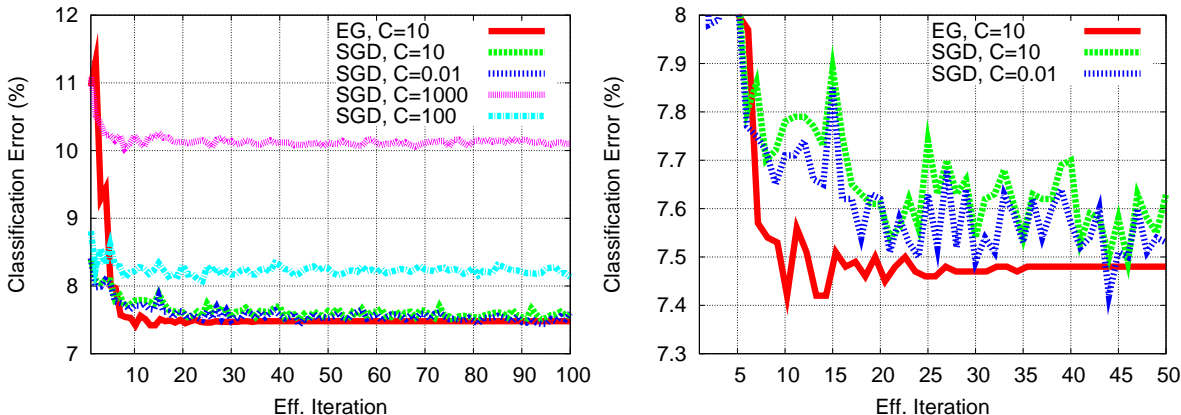 12
11
10
9
8
7
Classification Error (%)
EG, C=10
SGD, C=10
SGD, C=0.01
SGD, C=1000
SGD, C=100
10 20 30 40 50 60 70 80 90 100
Eff. Iteration
8
7.9
7.8
7.7
7.6
7.5
7.4
7.3
Classification Error (%)
EG, C=10
SGD, C=10
SGD, C=0.01
5 10 15 20 25 30 35 40 45 50
Eff. Iteration